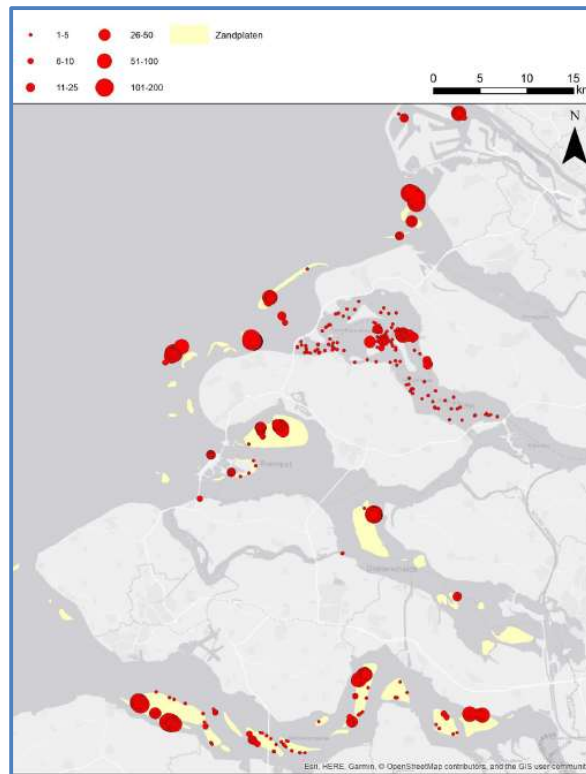 1-5
26-50
Zandplaten
6-10
51-100
11-25
101-200
0 5 10 15
km
N
Esri, HERE, Garmin, © OpenStreetMap contributors, and the GIS user communit